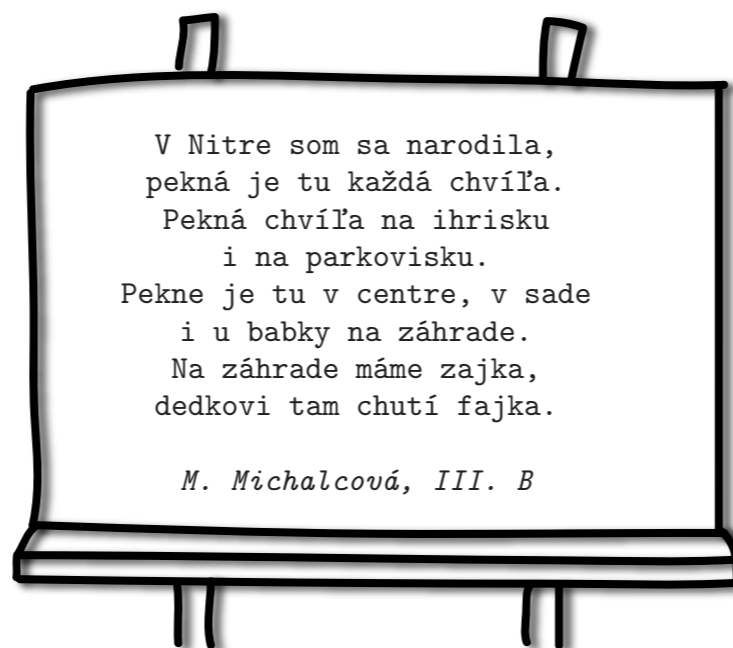 V Nitre som sa narodila,
pekná je tu každá chvíľa.
Pekná chvíľa na ihrisku
i na parkovisku.
Pekne je tu v centre, v sade
i u babky na záhrade.
Na záhrade máme zajka,
dedkovi tam chutí fajka.
M. Michalcová, III. B